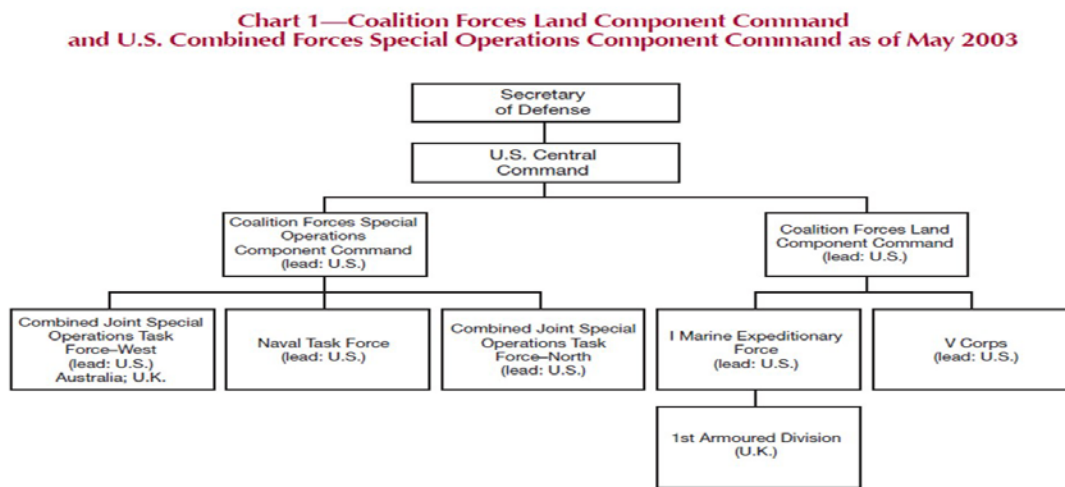 Chart 1—Coalition Forces Land Component Command
and U.S. Combined Forces Special Operations Component Command as of May 2003
Secretary
of Defense
U.S. Central
Command
Coalition Forces Special
Operations
Component Command
(lead: U.S.)
Coalition Forces Land
Component Command
(lead: U.S.)
Combined Joint Special
Operations Task
Force–West
(lead: U.S.)
Australia; U.K.
Naval Task Force
(lead: U.S.)
Combined Joint Special
Operations Task
Force–North
(lead: U.S.)
I Marine Expeditionary
Force
(lead: U.S.)
V Corps
(lead: U.S.)
1st Armoured Division
(U.K.)